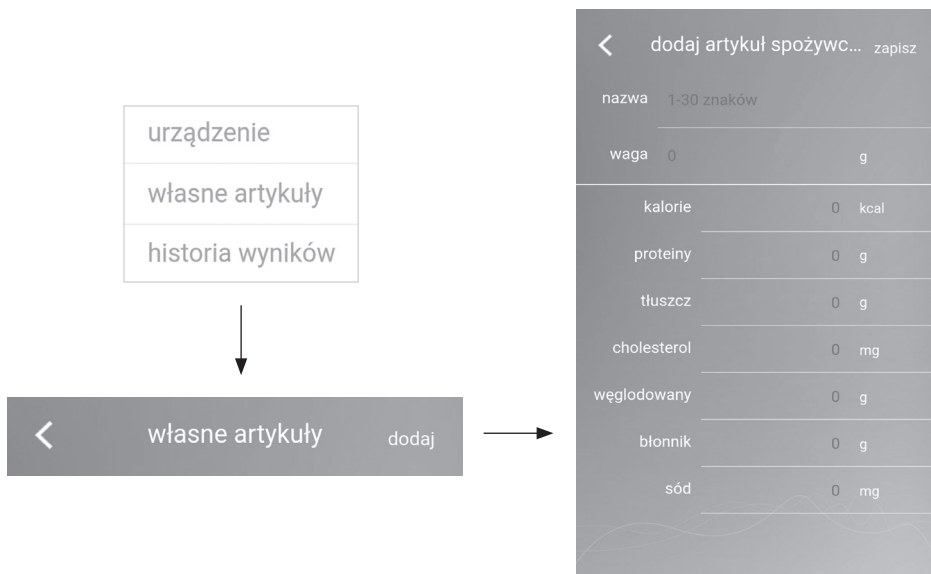 urządzenie
własne artykuły
historia wyników
własne artykuły dodaj
dodaj artykuł spożywc... zapisz
nazwa 1-30 znaków
waga 0 g
kalorie 0 kcal
proteiny 0 g
tłuszcz 0 g
cholesterol 0 mg
węglodowany 0 g
błonnik 0 g
sód 0 mg